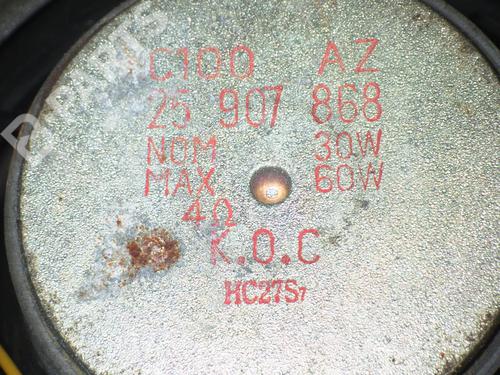 C100 AZ
25 907 868
NOM 30W
MAX 60W
4Ω
K.O.C
HC27S7